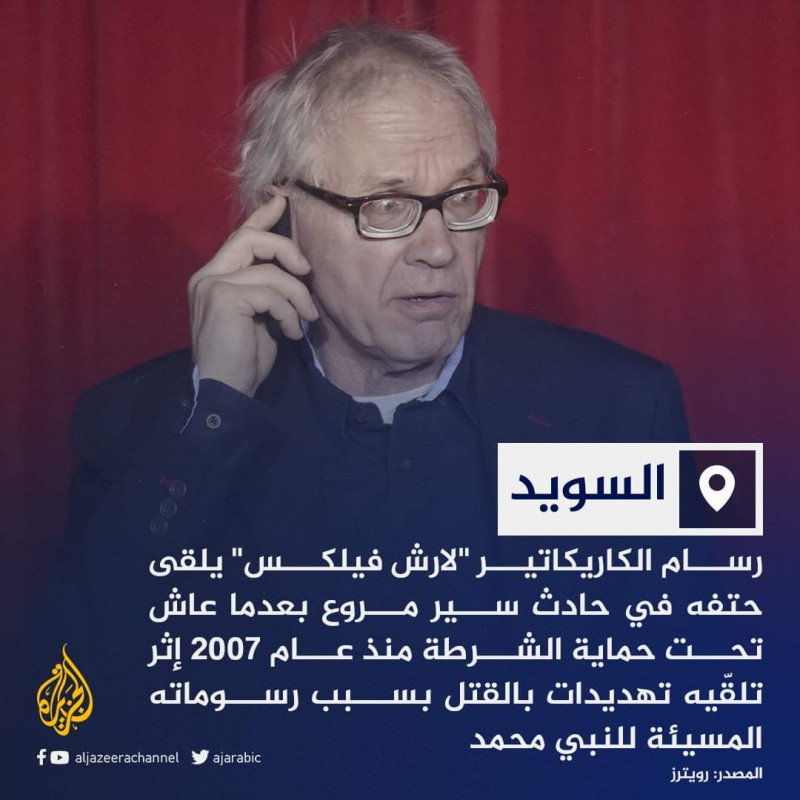 السويد
رسام الكاريكاتير "لارش فيلكس" يلقى
حتفه في حادث سير مروع بعدما عاش
تحت حماية الشرطة منذ عام 2007 إثر
تلقّيه تهديدات بالقتل بسبب رسوماته
المسيئة للنبي محمد
المصدر: رويترز
الجزيرة
aljazeerachannel ajarabic